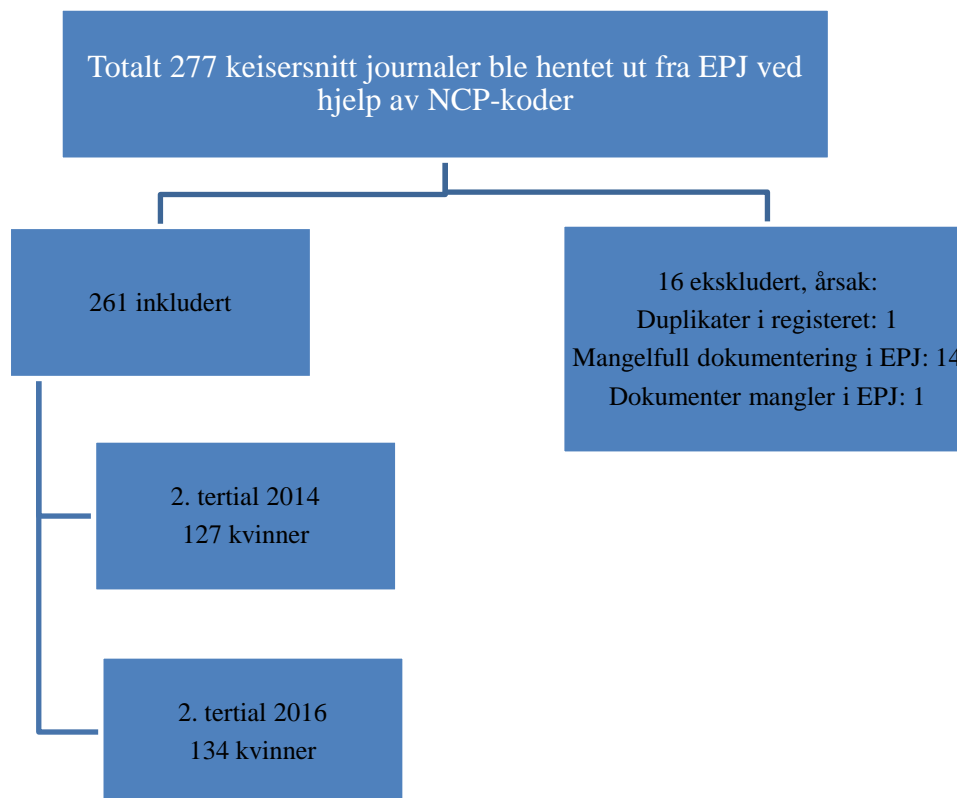 Totalt 277 keisersnitt journaler ble hentet ut fra EPJ ved
hjelp av NCP-koder
261 inkludert
16 ekskludert, årsak:
Duplikater i registeret: 1
Mangelfull dokumentering i EPJ: 14
Dokumenter mangler i EPJ: 1
2. tertial 2014
127 kvinner
2. tertial 2016
134 kvinner